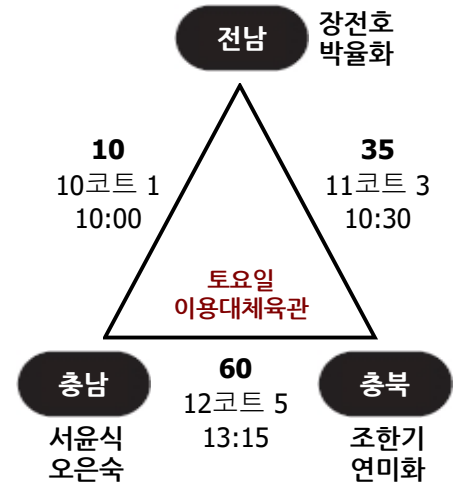 전남
장전호
박율화
10
10코트 1
10:00
35
11코트 3
10:30
토요일
이용대체육관
충남
서윤식
오은숙
60
12코트 5
13:15
충북
조한기
연미화